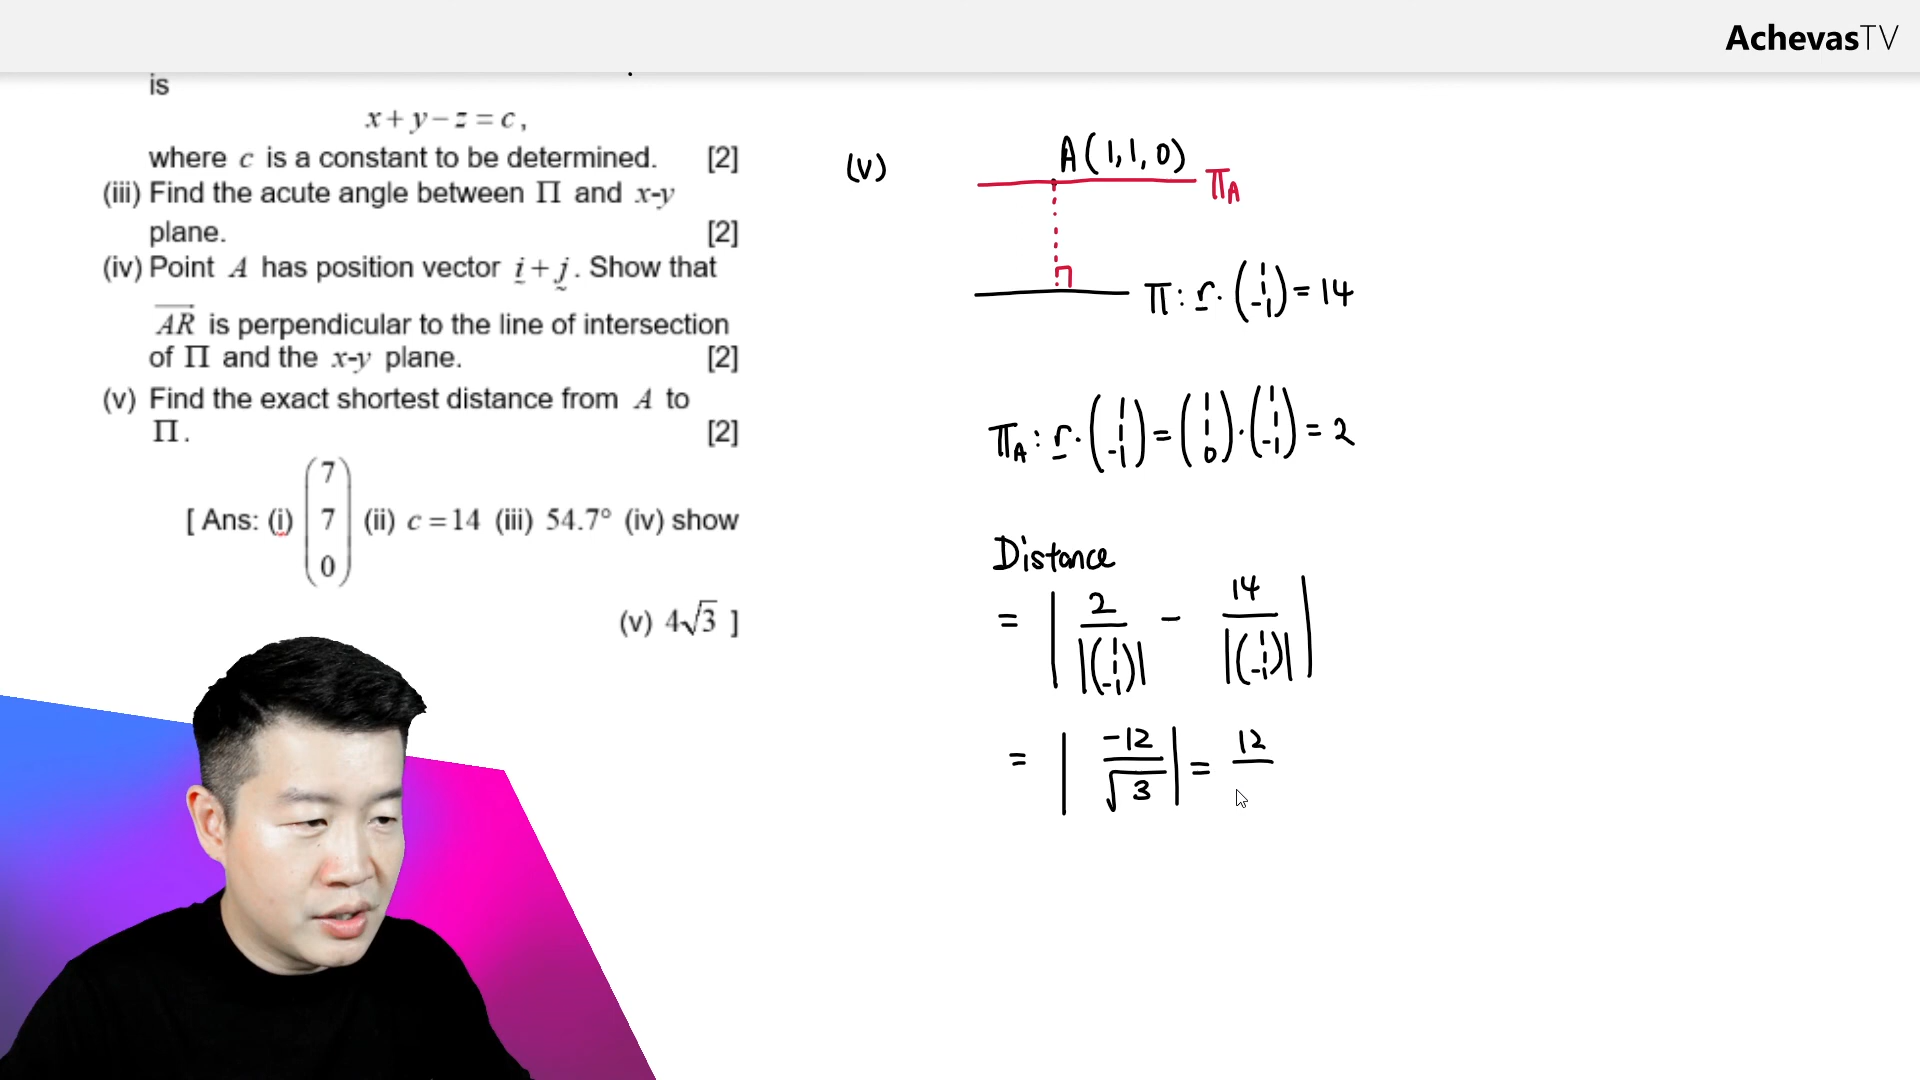 AchevasTV
is
x + y − z = c ,
where c is a constant to be determined. [2]
(iii) Find the acute angle between Π and x-y
plane. [2]
(iv) Point A has position vector i + j . Show that
AR is perpendicular to the line of intersection
of Π and the x-y plane. [2]
(v) Find the exact shortest distance from A to
Π. [2]
[ Ans: (i) (7 7 0) (ii) c = 14 (iii) 54.7° (iv) show
(v) 4√3 ]
(v) A(1,1,0)
π_A
π : r · (1 1 -1) = 14
π_A : r · (1 1 -1) = (1 1 0) · (1 1 -1) = 2
Distance
= | 2 / |(1 1 -1)| − 14 / |(1 1 -1)| |
= | -12 / √3 | = 12